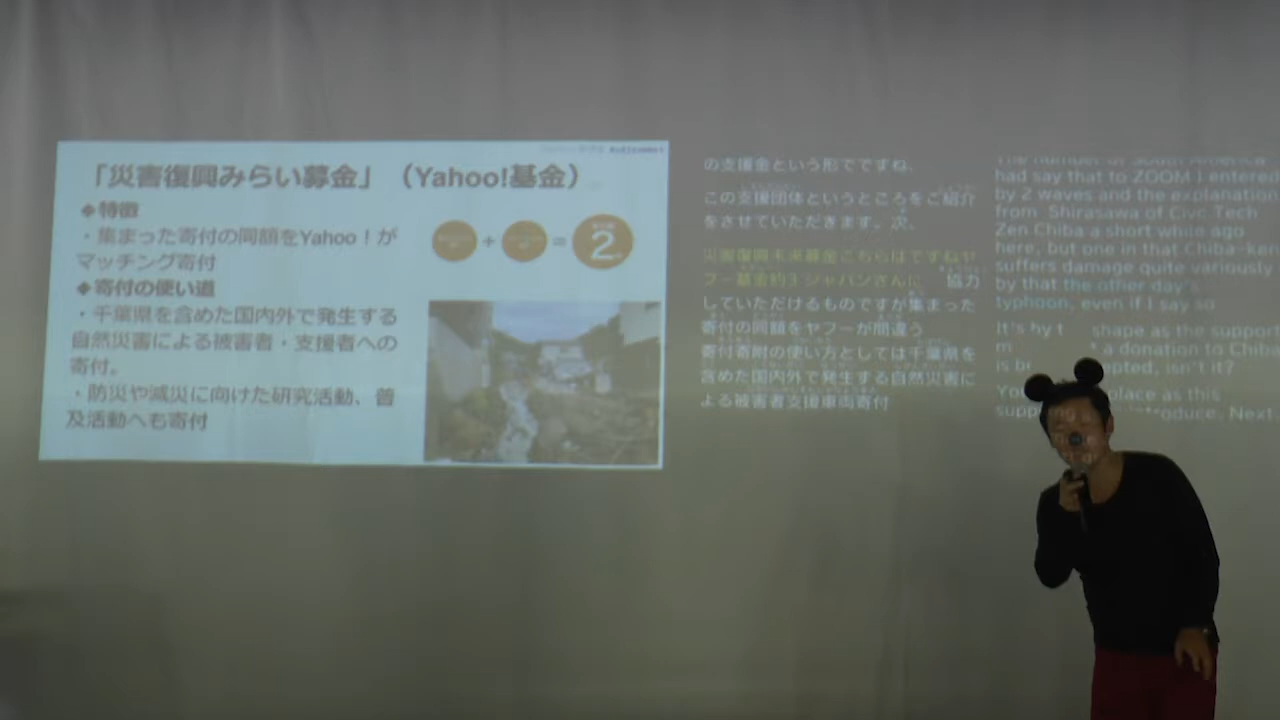 「災害復興みらい募金」（Yahoo!基金）
◆特徴
・集まった寄付の同額をYahoo！が
マッチング寄付
◆寄付の使い道
・千葉県を含めた国内外で発生する
自然災害による被害者・支援者への
寄付。
・防災や減災に向けた研究活動、普
及活動へも寄付
+ = 2
の支援金という形でですね、
この支援団体というところをご紹介
をさせていただきます。次、
災害復興未来募金こちらはですねヤ
フー基金約3 ジャパンさんに 協力
していただけるものですが集まった
寄付の同額をヤフーが間違う
寄付寄附の使い方としては千葉県を
含めた国内外で発生する自然災害に
よる被害者支援車両寄付
The number of South America
had say that to ZOOM I entered
by 2 waves and the explanation
from Shirasawa of Civc Tech
Zen Chiba a short while ago
here, but one in that Chiba-kan
suffers damage quite variously
by that the other day's
typhoon, even if I say so
It's by t shape as the support
m a donation to Chiba
is b apted, isn't it?
You place as this
supp troduce. Next